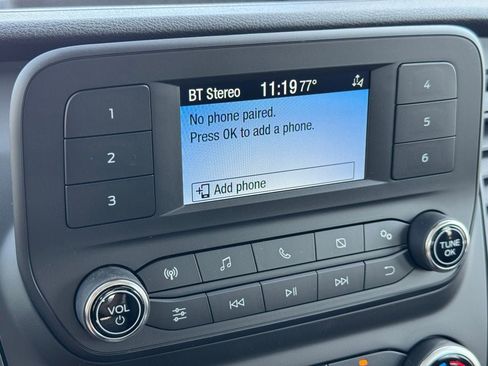 BT Stereo 11:19 77°
No phone paired.
Press OK to add a phone.
Add phone
1
2
3
4
5
6
VOL
TUNE
OK